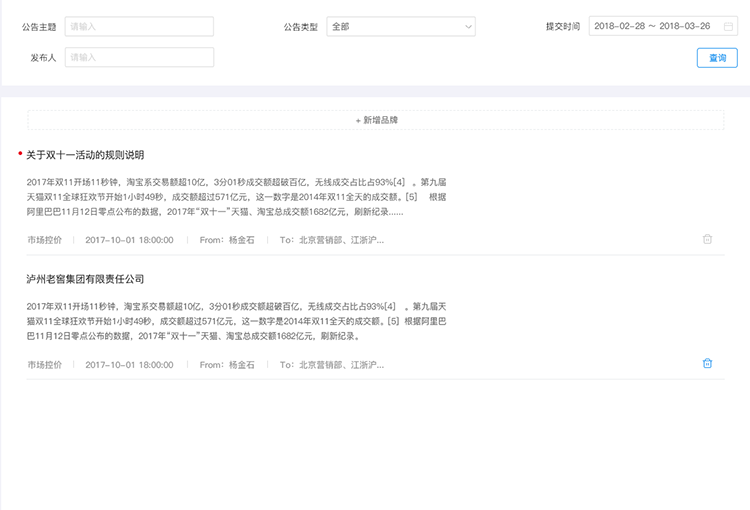 公告主题 请输入 公告类型 全部 提交时间 2018-02-28 ～ 2018-03-26
发布人 请输入 查询
+ 新增品牌
关于双十一活动的规则说明
2017年双11开场11秒钟，淘宝系交易额超10亿，3分01秒成交额超破百亿，无线成交占比占93%[4] 。第九届
天猫双11全球狂欢节开始1小时49秒，成交额超过571亿元，这一数字是2014年双11全天的成交额。[5] 根据
阿里巴巴11月12日零点公布的数据，2017年“双十一”天猫、淘宝总成交额1682亿元，刷新纪录......
市场控价 2017-10-01 18:00:00 From：杨金石 To：北京营销部、江浙沪...
泸州老窖集团有限责任公司
2017年双11开场11秒钟，淘宝系交易额超10亿，3分01秒成交额超破百亿，无线成交占比占93%[4] 。第九届天
猫双11全球狂欢节开始1小时49秒，成交额超过571亿元，这一数字是2014年双11全天的成交额。[5] 根据阿里巴
巴11月12日零点公布的数据，2017年“双十一”天猫、淘宝总成交额1682亿元，刷新纪录。
市场控价 2017-10-01 18:00:00 From：杨金石 To：北京营销部、江浙沪...